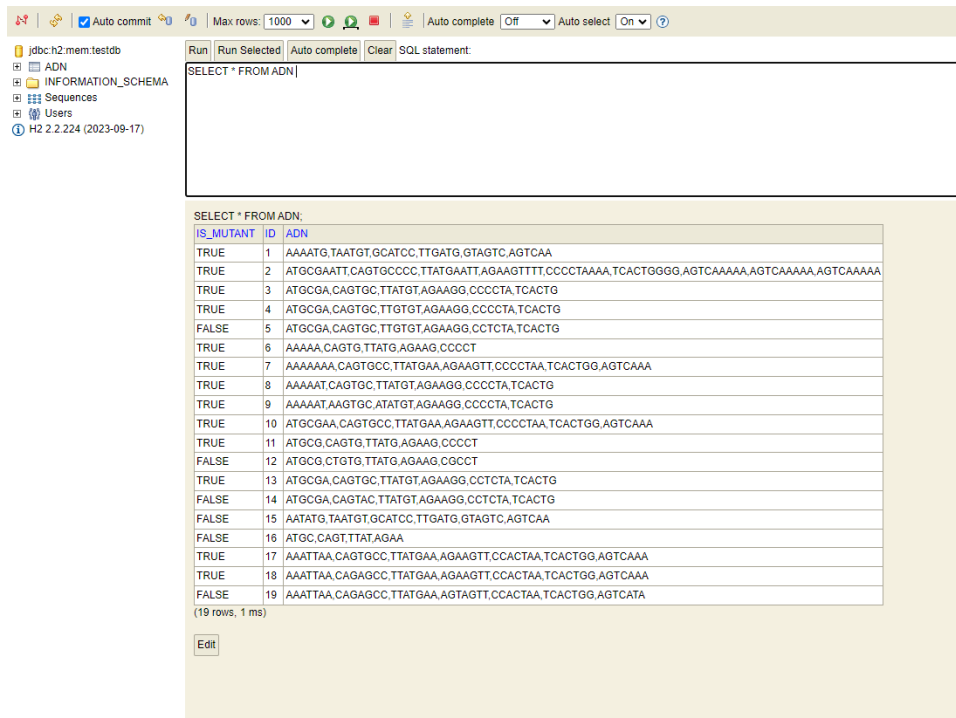 Auto commit Max rows: 1000 Auto complete Off Auto select On
jdbc:h2:mem:testdb
ADN
INFORMATION_SCHEMA
Sequences
Users
H2 2.2.224 (2023-09-17)
Run Run Selected Auto complete Clear SQL statement:
SELECT * FROM ADN
SELECT * FROM ADN;
IS_MUTANT ID ADN
TRUE 1 AAAATG,TAATGT,GCATCC,TTGATG,GTAGTC,AGTCAA
TRUE 2 ATGCGAATT,CAGTGCCCC,TTATGAATT,AGAAGTTTT,CCCCTAAAA,TCACTGGGG,AGTCAAAAA,AGTCAAAAA,AGTCAAAAA
TRUE 3 ATGCGA,CAGTGC,TTATGT,AGAAGG,CCCCTA,TCACTG
TRUE 4 ATGCGA,CAGTGC,TTGTGT,AGAAGG,CCCCTA,TCACTG
FALSE 5 ATGCGA,CAGTGC,TTGTGT,AGAAGG,CCTCTA,TCACTG
TRUE 6 AAAAA,CAGTG,TTATG,AGAAG,CCCCT
TRUE 7 AAAAAAA,CAGTGCC,TTATGAA,AGAAGTT,CCCCTAA,TCACTGG,AGTCAAA
TRUE 8 AAAAAT,CAGTGC,TTATGT,AGAAGG,CCCCTA,TCACTG
TRUE 9 AAAAAT,AAGTGC,ATATGT,AGAAGG,CCCCTA,TCACTG
TRUE 10 ATGCGAA,CAGTGCC,TTATGAA,AGAAGTT,CCCCTAA,TCACTGG,AGTCAAA
TRUE 11 ATGCG,CAGTG,TTATG,AGAAG,CCCCT
FALSE 12 ATGCG,CTGTG,TTATG,AGAAG,CGCCT
TRUE 13 ATGCGA,CAGTGC,TTATGT,AGAAGG,CCTCTA,TCACTG
FALSE 14 ATGCGA,CAGTAC,TTATGT,AGAAGG,CCTCTA,TCACTG
FALSE 15 AATATG,TAATGT,GCATCC,TTGATG,GTAGTC,AGTCAA
FALSE 16 ATGC,CAGT,TTAT,AGAA
TRUE 17 AAATTAA,CAGTGCC,TTATGAA,AGAAGTT,CCACTAA,TCACTGG,AGTCAAA
TRUE 18 AAATTAA,CAGAGCC,TTATGAA,AGAAGTT,CCACTAA,TCACTGG,AGTCAAA
FALSE 19 AAATTAA,CAGAGCC,TTATGAA,AGTAGTT,CCACTAA,TCACTGG,AGTCATA
(19 rows, 1 ms)
Edit